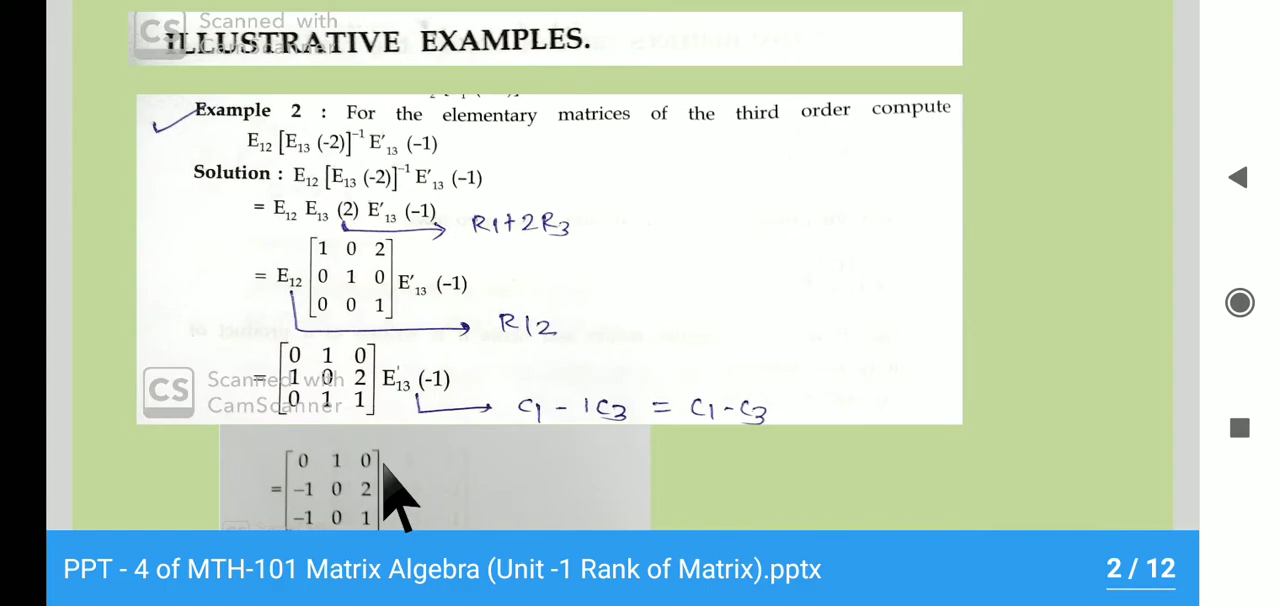 Scanned with
CS
ILLUSTRATIVE EXAMPLES.
CamScanner
Example 2 : For the elementary matrices of the third order compute
E12 [E13 (-2)]⁻¹ E′13 (-1)
Solution : E12 [E13 (-2)]⁻¹ E′13 (-1)
= E12 E13 (2) E′13 (-1)
R1 + 2R3
1 0 2
= E12 0 1 0 E′13 (-1)
0 0 1
R12
0 1 0
= 1 0 2 E′13 (-1)
0 1 1
CS Scanned with
CamScanner
C1 - 1C3 = C1 - C3
0 1 0
= -1 0 2
-1 0 1
PPT - 4 of MTH-101 Matrix Algebra (Unit -1 Rank of Matrix).pptx
2 / 12